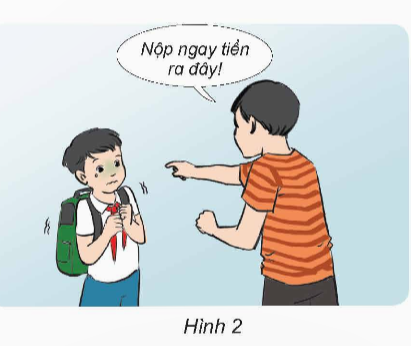 Nộp ngay tiền
ra đây!
Hình 2